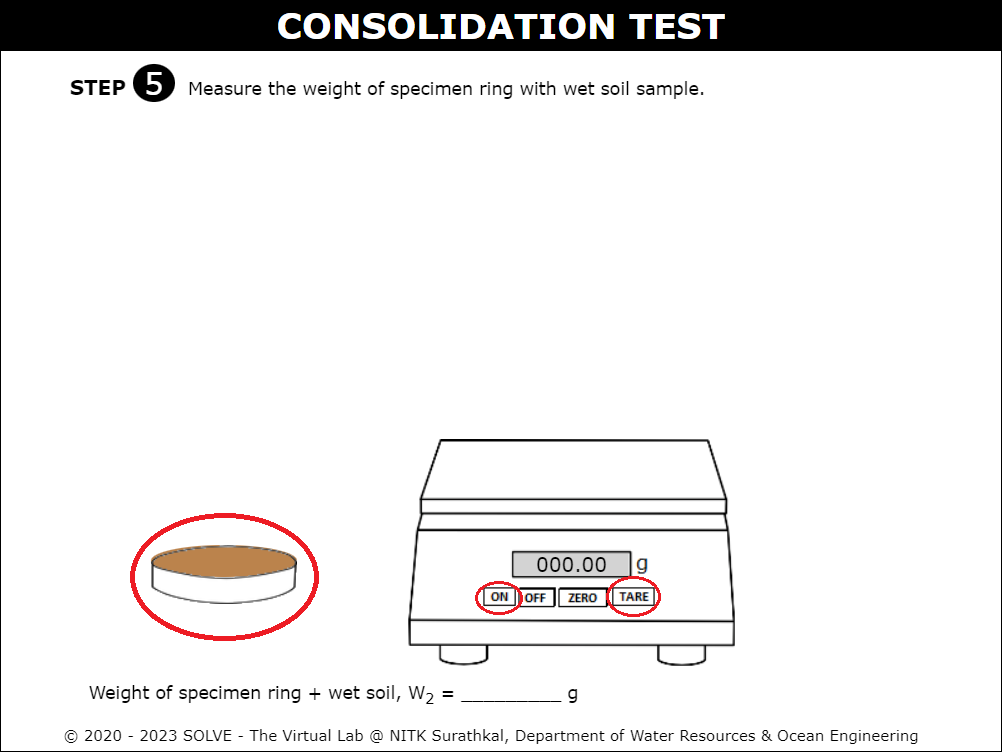 CONSOLIDATION TEST
STEP 5 Measure the weight of specimen ring with wet soil sample.
000.00 g
ON OFF ZERO TARE
Weight of specimen ring + wet soil, W2 = __________ g
© 2020 - 2023 SOLVE - The Virtual Lab @ NITK Surathkal, Department of Water Resources & Ocean Engineering